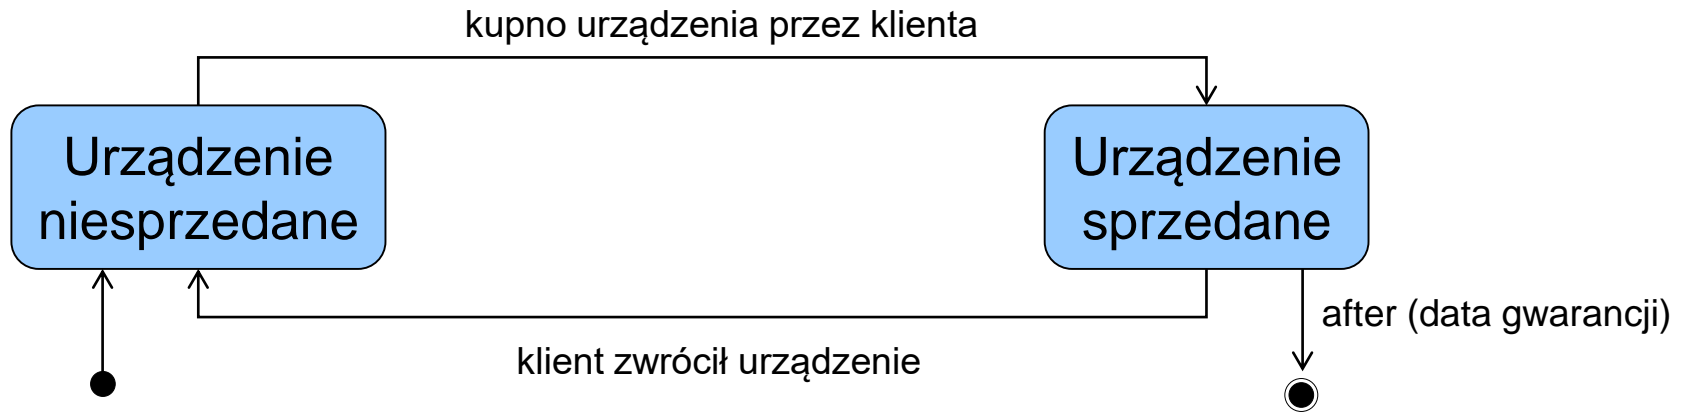 kupno urządzenia przez klienta
Urządzenie
niesprzedane
Urządzenie
sprzedane
after (data gwarancji)
klient zwrócił urządzenie